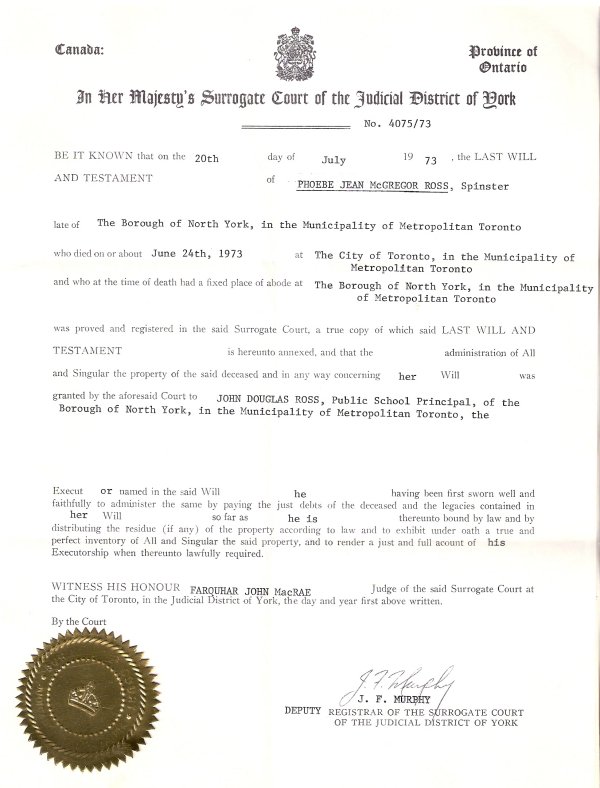 Canada:
Province of
Ontario
In Her Majesty's Surrogate Court of the Judicial District of York
No. 4075/73
BE IT KNOWN that on the 20th day of July 19 73 , the LAST WILL
AND TESTAMENT of PHOEBE JEAN McGREGOR ROSS, Spinster
late of The Borough of North York, in the Municipality of Metropolitan Toronto
who died on or about June 24th, 1973 at The City of Toronto, in the Municipality of
Metropolitan Toronto
and who at the time of death had a fixed place of abode at The Borough of North York, in the Municipality
of Metropolitan Toronto
was proved and registered in the said Surrogate Court, a true copy of which said LAST WILL AND
TESTAMENT is hereunto annexed, and that the administration of All
and Singular the property of the said deceased and in any way concerning her Will was
granted by the aforesaid Court to JOHN DOUGLAS ROSS, Public School Principal, of the
Borough of North York, in the Municipality of Metropolitan Toronto, the
Execut or named in the said Will he having been first sworn well and
faithfully to administer the same by paying the just debts of the deceased and the legacies contained in
her Will so far as he is thereunto bound by law and by
distributing the residue (if any) of the property according to law and to exhibit under oath a true and
perfect inventory of All and Singular the said property, and to render a just and full acount of his
Executorship when thereunto lawfully required.
WITNESS HIS HONOUR FARQUHAR JOHN MacRAE Judge of the said Surrogate Court at
the City of Toronto, in the Judicial District of York, the day and year first above written.
By the Court
J. F. Murphy
J. F. MURPHY
DEPUTY REGISTRAR OF THE SURROGATE COURT
OF THE JUDICIAL DISTRICT OF YORK